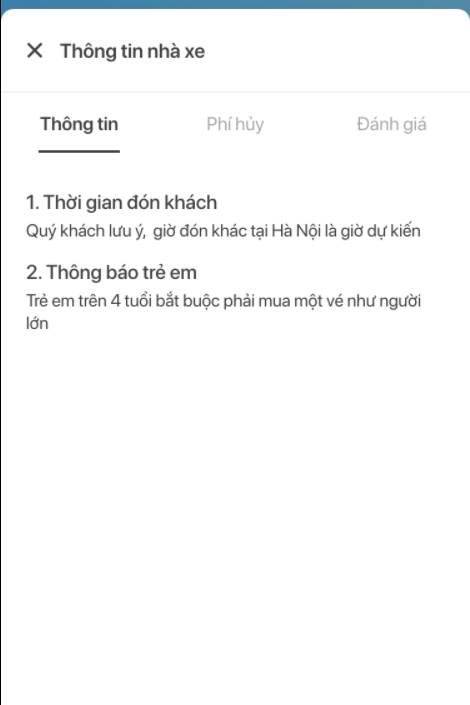 Thông tin nhà xe
Thông tin
Phí hủy
Đánh giá
1. Thời gian đón khách
Quý khách lưu ý, giờ đón khác tại Hà Nội là giờ dự kiến
2. Thông báo trẻ em
Trẻ em trên 4 tuổi bắt buộc phải mua một vé như người
lớn